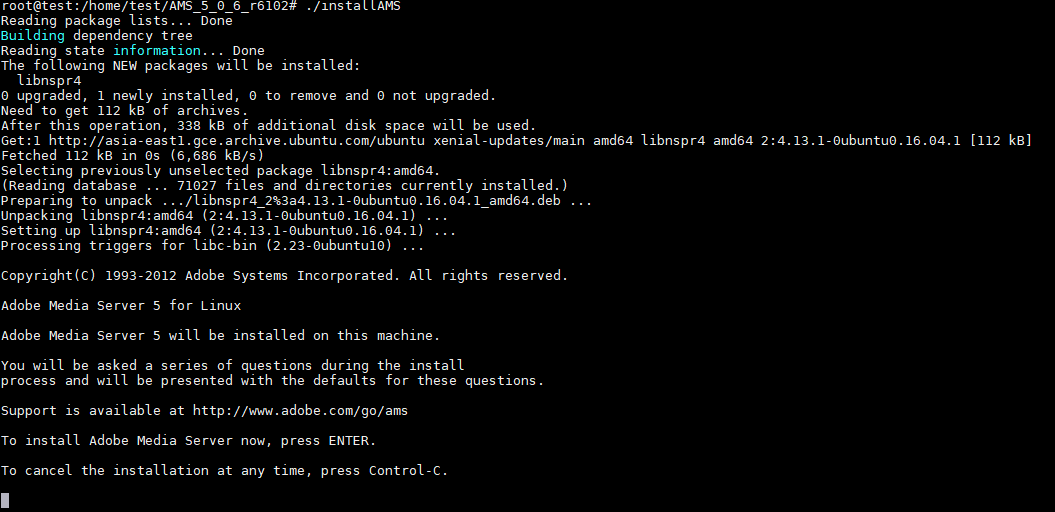 root@test:/home/test/AMS_5_0_6_r6102# ./installAMS
Reading package lists... Done
Building dependency tree
Reading state information... Done
The following NEW packages will be installed:
  libnspr4
0 upgraded, 1 newly installed, 0 to remove and 0 not upgraded.
Need to get 112 kB of archives.
After this operation, 338 kB of additional disk space will be used.
Get:1 http://asia-east1.gce.archive.ubuntu.com/ubuntu xenial-updates/main amd64 libnspr4 amd64 2:4.13.1-0ubuntu0.16.04.1 [112 kB]
Fetched 112 kB in 0s (6,686 kB/s)
Selecting previously unselected package libnspr4:amd64.
(Reading database ... 71027 files and directories currently installed.)
Preparing to unpack .../libnspr4_2%3a4.13.1-0ubuntu0.16.04.1_amd64.deb ...
Unpacking libnspr4:amd64 (2:4.13.1-0ubuntu0.16.04.1) ...
Setting up libnspr4:amd64 (2:4.13.1-0ubuntu0.16.04.1) ...
Processing triggers for libc-bin (2.23-0ubuntu10) ...
Copyright(C) 1993-2012 Adobe Systems Incorporated. All rights reserved.
Adobe Media Server 5 for Linux
Adobe Media Server 5 will be installed on this machine.
You will be asked a series of questions during the install
process and will be presented with the defaults for these questions.
Support is available at http://www.adobe.com/go/ams
To install Adobe Media Server now, press ENTER.
To cancel the installation at any time, press Control-C.